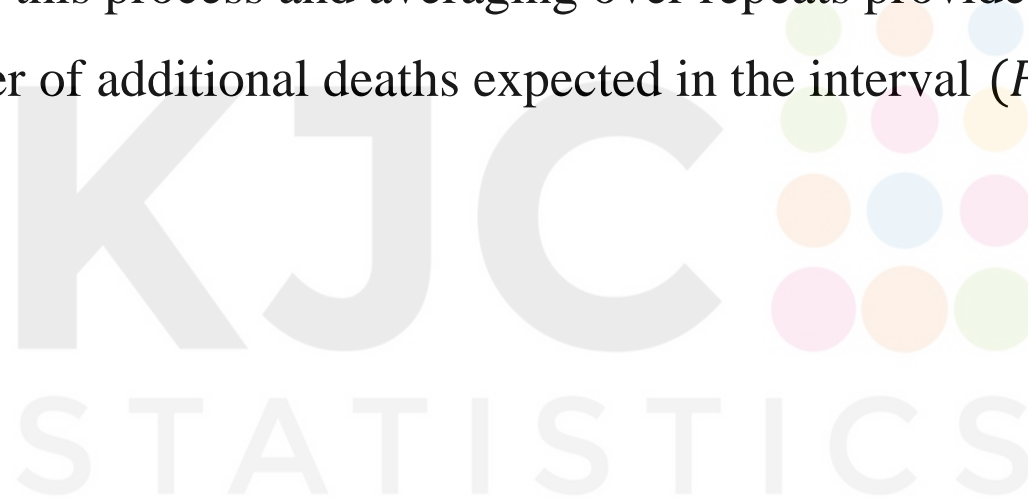 this process and averaging over repeats provide
er of additional deaths expected in the interval (F
KJC
STATISTICS